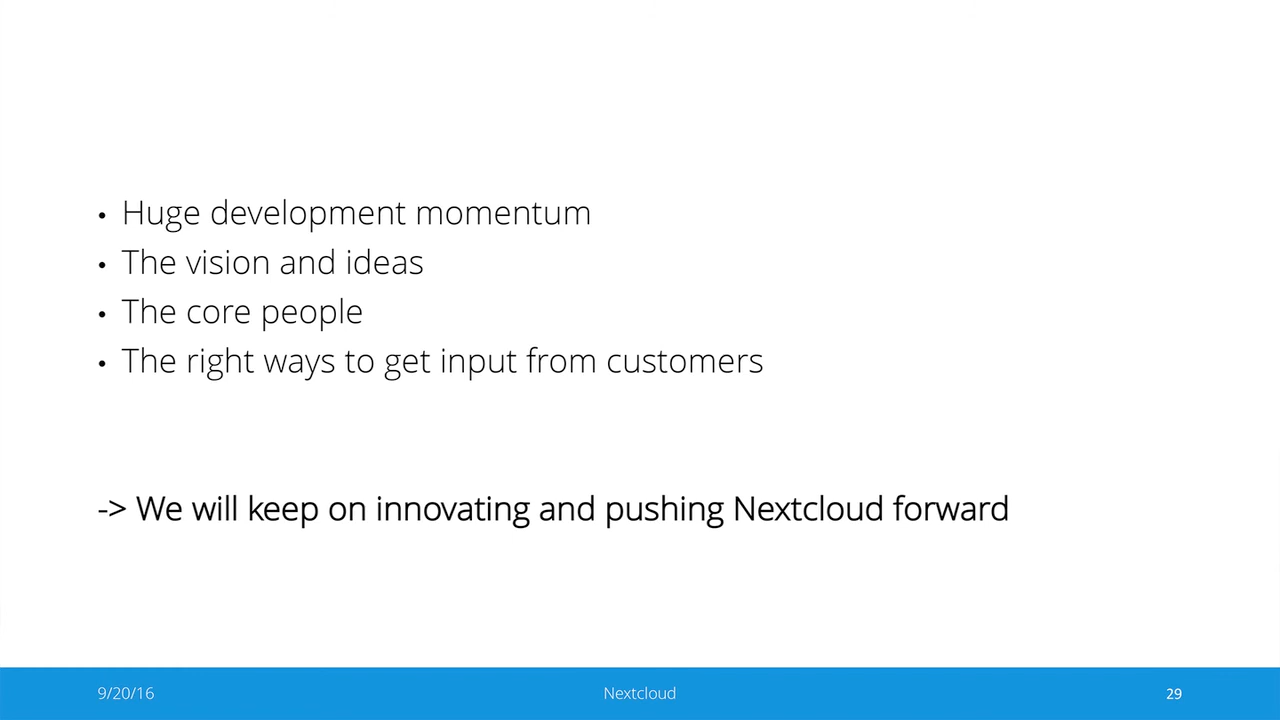 • Huge development momentum
• The vision and ideas
• The core people
• The right ways to get input from customers
-> We will keep on innovating and pushing Nextcloud forward
9/20/16 Nextcloud 29